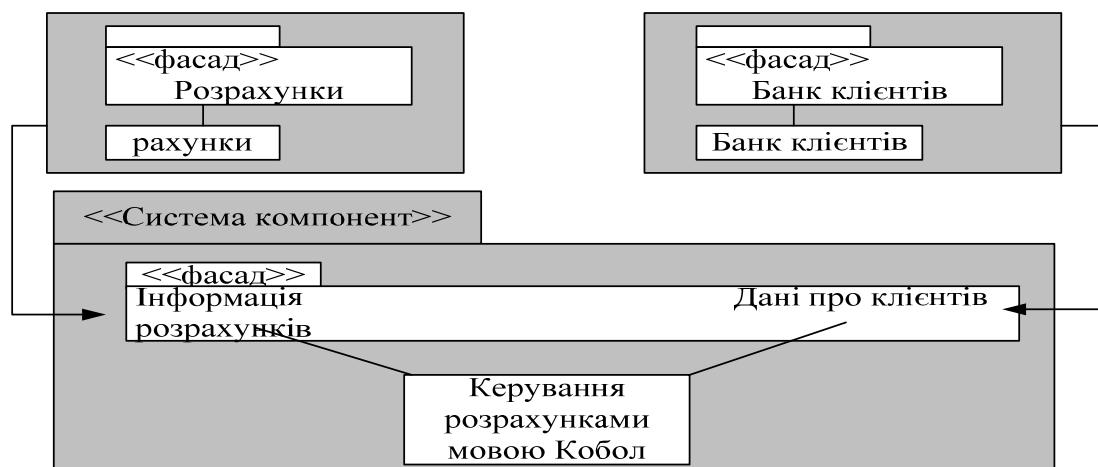 <<фасад>>
Розрахунки
рахунки
<<фасад>>
Банк клієнтів
Банк клієнтів
<<Система компонент>>
<<фасад>>
Інформація
розрахунків
Дані про клієнтів
Керування
розрахунками
мовою Кобол